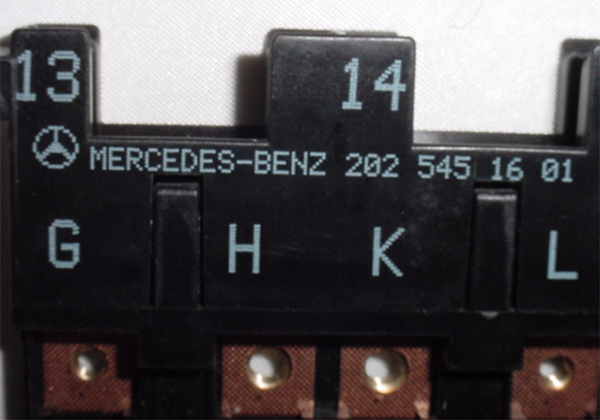 13 14
MERCEDES-BENZ 202 545 16 01
G H K L